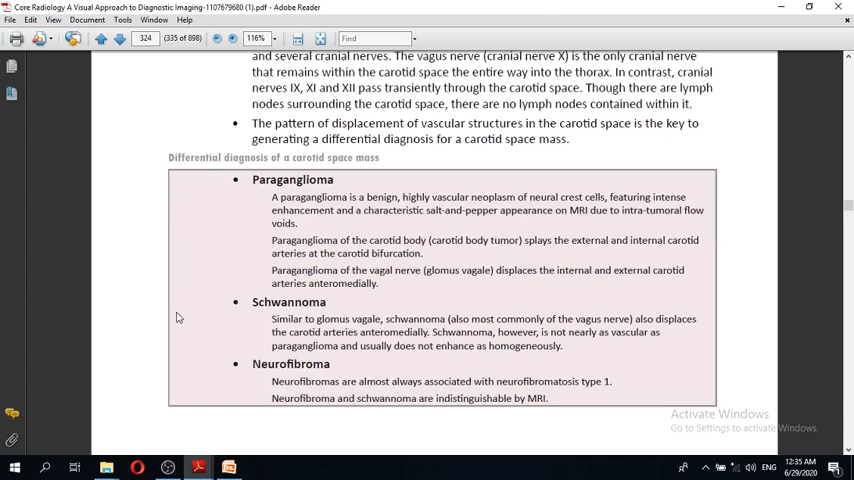 Core Radiology A Visual Approach to Diagnostic Imaging-1107679680 (1).pdf - Adobe Reader
File Edit View Document Tools Window Help
324 (335 of 898) 116% Find
and several cranial nerves. The vagus nerve (cranial nerve X) is the only cranial nerve
that remains within the carotid space the entire way into the thorax. In contrast, cranial
nerves IX, XI and XII pass transiently through the carotid space. Though there are lymph
nodes surrounding the carotid space, there are no lymph nodes contained within it.
• The pattern of displacement of vascular structures in the carotid space is the key to
generating a differential diagnosis for a carotid space mass.
Differential diagnosis of a carotid space mass
• Paraganglioma
A paraganglioma is a benign, highly vascular neoplasm of neural crest cells, featuring intense
enhancement and a characteristic salt-and-pepper appearance on MRI due to intra-tumoral flow
voids.
Paraganglioma of the carotid body (carotid body tumor) splays the external and internal carotid
arteries at the carotid bifurcation.
Paraganglioma of the vagal nerve (glomus vagale) displaces the internal and external carotid
arteries anteromedially.
• Schwannoma
Similar to glomus vagale, schwannoma (also most commonly of the vagus nerve) also displaces
the carotid arteries anteromedially. Schwannoma, however, is not nearly as vascular as
paraganglioma and usually does not enhance as homogeneously.
• Neurofibroma
Neurofibromas are almost always associated with neurofibromatosis type 1.
Neurofibroma and schwannoma are indistinguishable by MRI.
Activate Windows
Go to Settings to activate Windows.
ENG
12:35 AM
6/29/2020